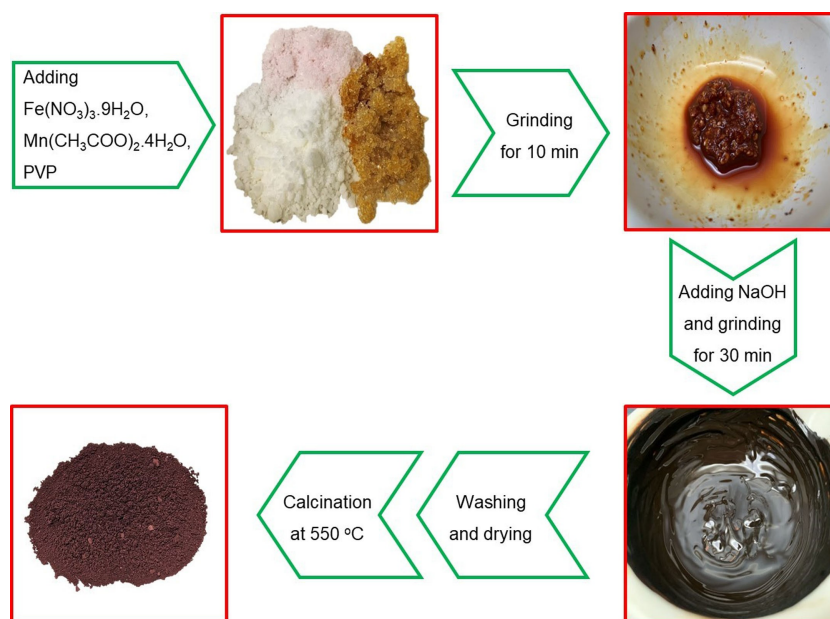 Adding
Fe(NO₃)₃.9H₂O,
Mn(CH₃COO)₂.4H₂O,
PVP
Grinding
for 10 min
Adding NaOH
and grinding
for 30 min
Washing
and drying
Calcination
at 550 ºC